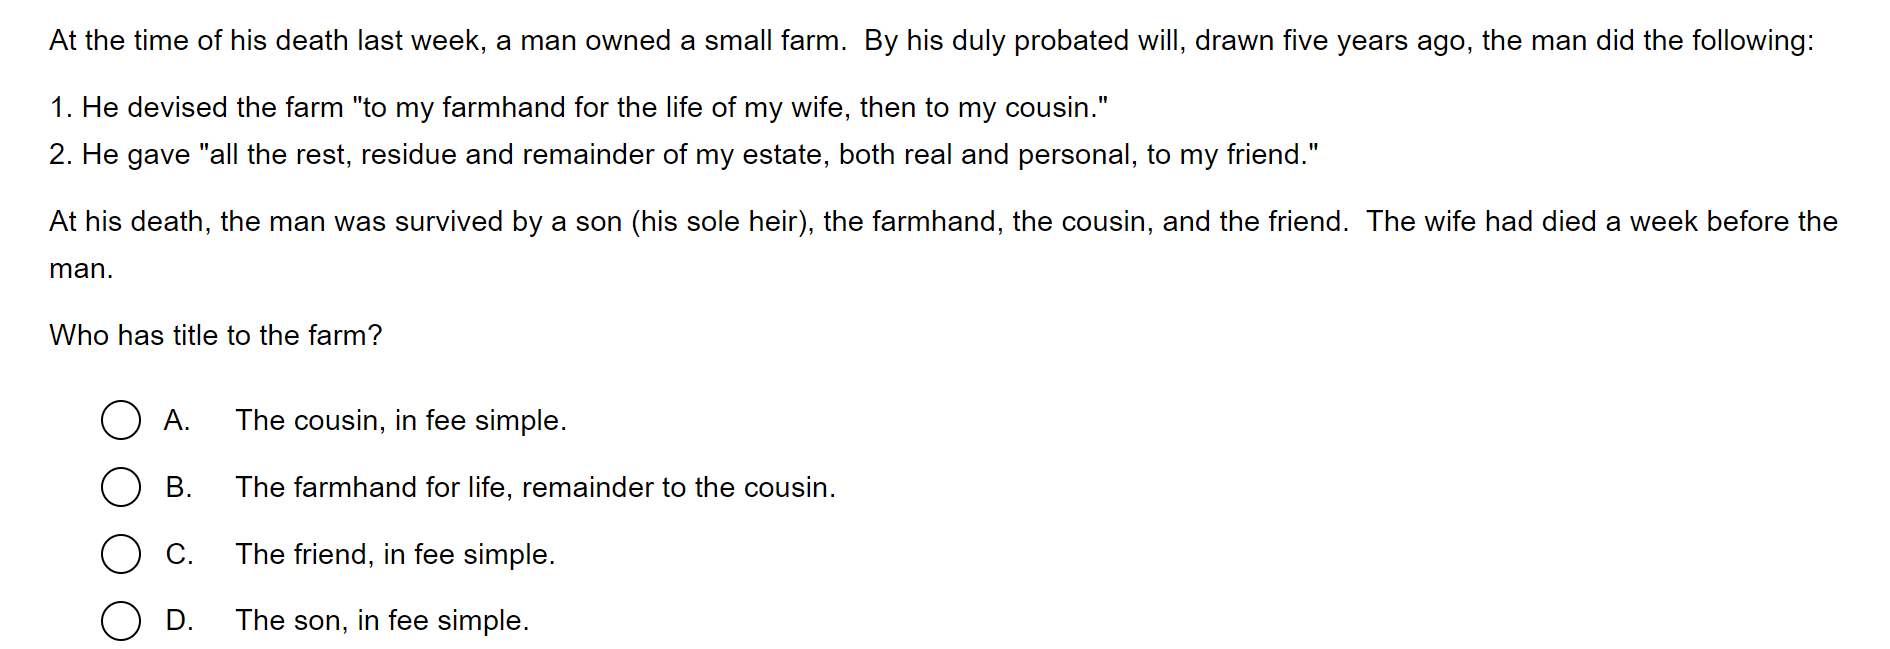 At the time of his death last week, a man owned a small farm.  By his duly probated will, drawn five years ago, the man did the following:
1. He devised the farm "to my farmhand for the life of my wife, then to my cousin."
2. He gave "all the rest, residue and remainder of my estate, both real and personal, to my friend."
At his death, the man was survived by a son (his sole heir), the farmhand, the cousin, and the friend.  The wife had died a week before the
man.
Who has title to the farm?
A. The cousin, in fee simple.
B. The farmhand for life, remainder to the cousin.
C. The friend, in fee simple.
D. The son, in fee simple.